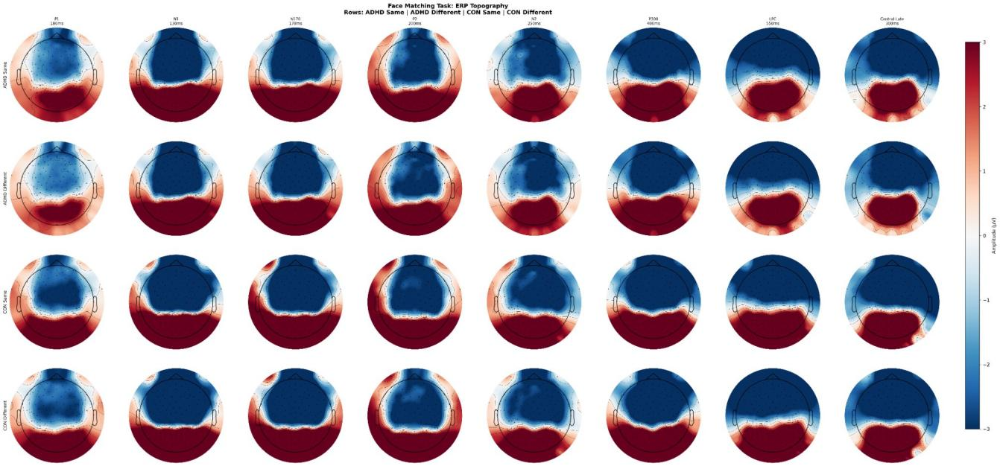 Face Matching Task: ERP Topography
Rows: ADHD Same | ADHD Different | CON Same | CON Different
P1
100ms
N1
130ms
N170
170ms
P2
200ms
N2
250ms
P300
400ms
LPC
550ms
Central Late
300ms
ADHD Same
ADHD Different
CON Same
CON Different
3
2
1
0
−1
−2
−3
Amplitude (µV)